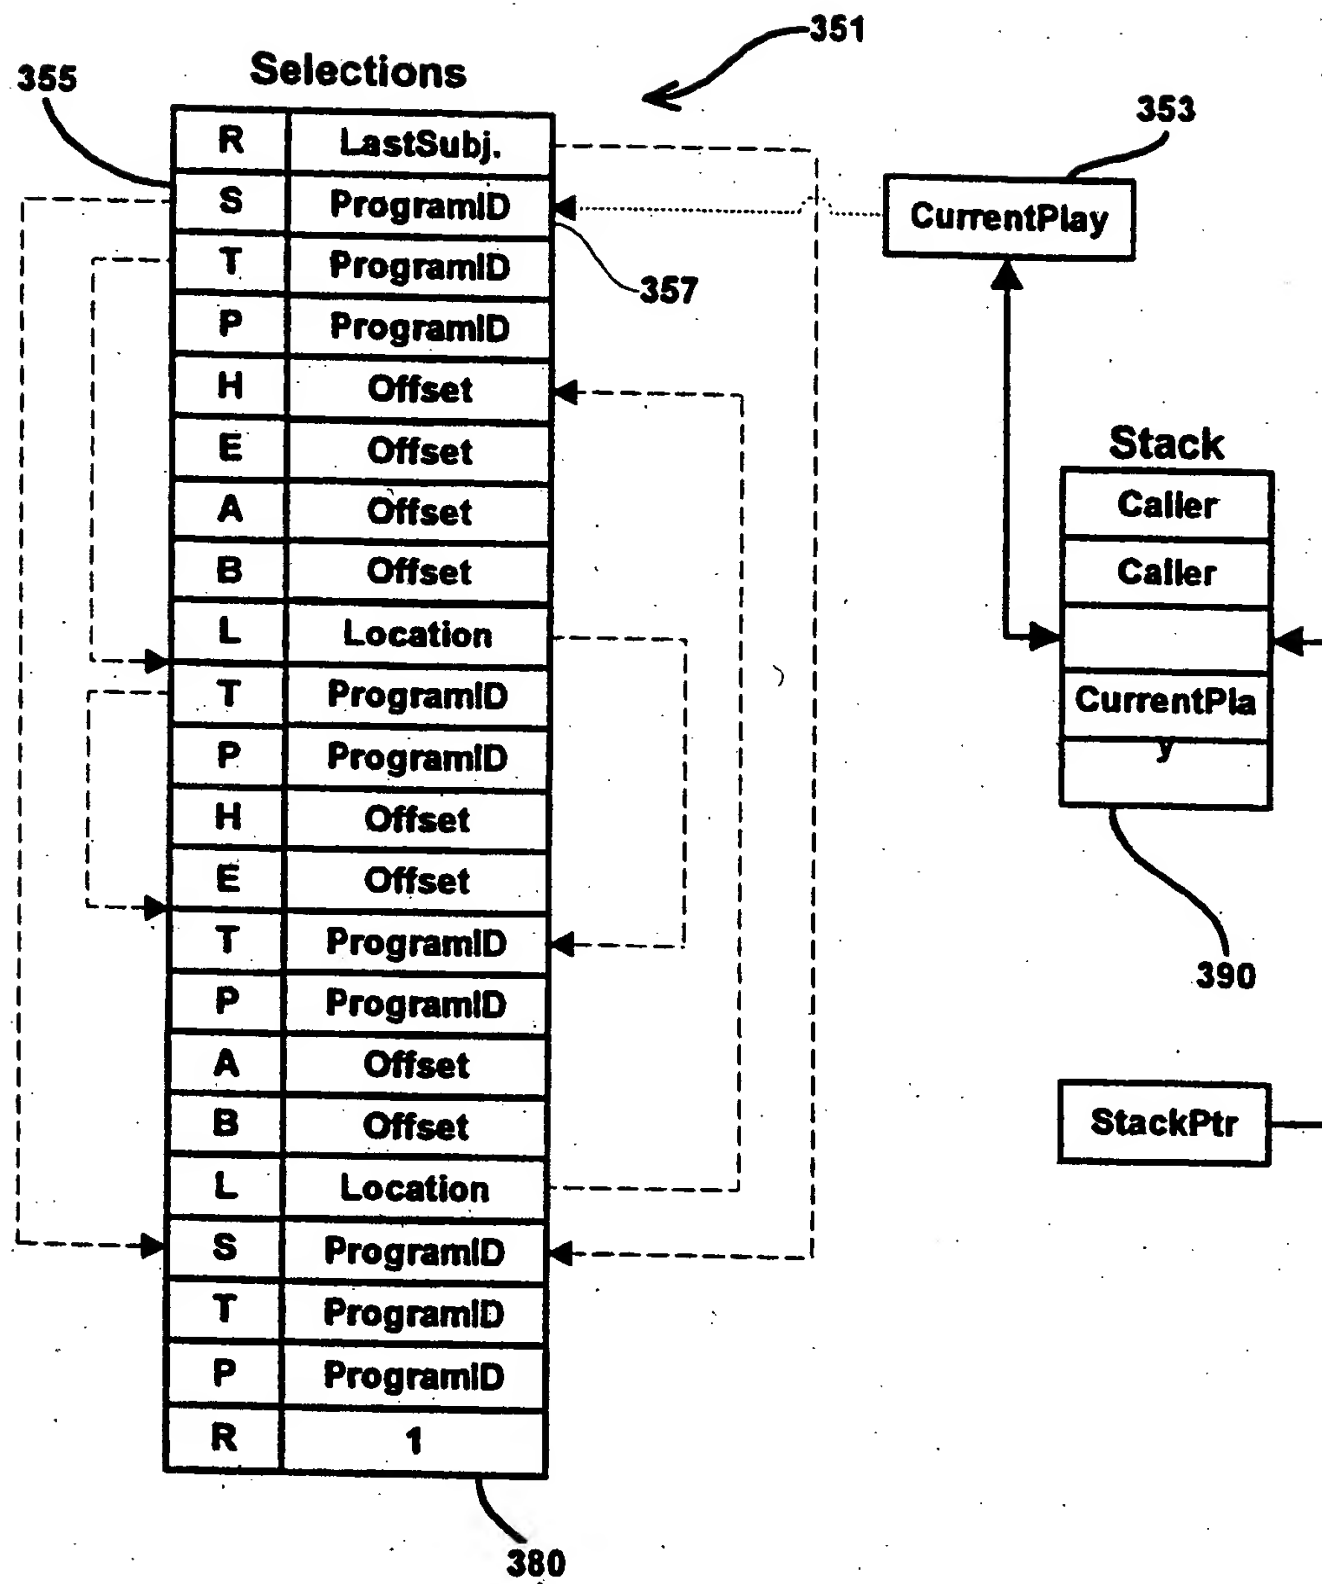 351
Selections
355
353
R LastSubj.
S ProgramID
CurrentPlay
T ProgramID
357
P ProgramID
H Offset
E Offset
Stack
A Offset
Caller
B Offset
Caller
L Location
T ProgramID
CurrentPla
y
P ProgramID
H Offset
E Offset
T ProgramID
390
P ProgramID
A Offset
B Offset
StackPtr
L Location
S ProgramID
T ProgramID
P ProgramID
R 1
380